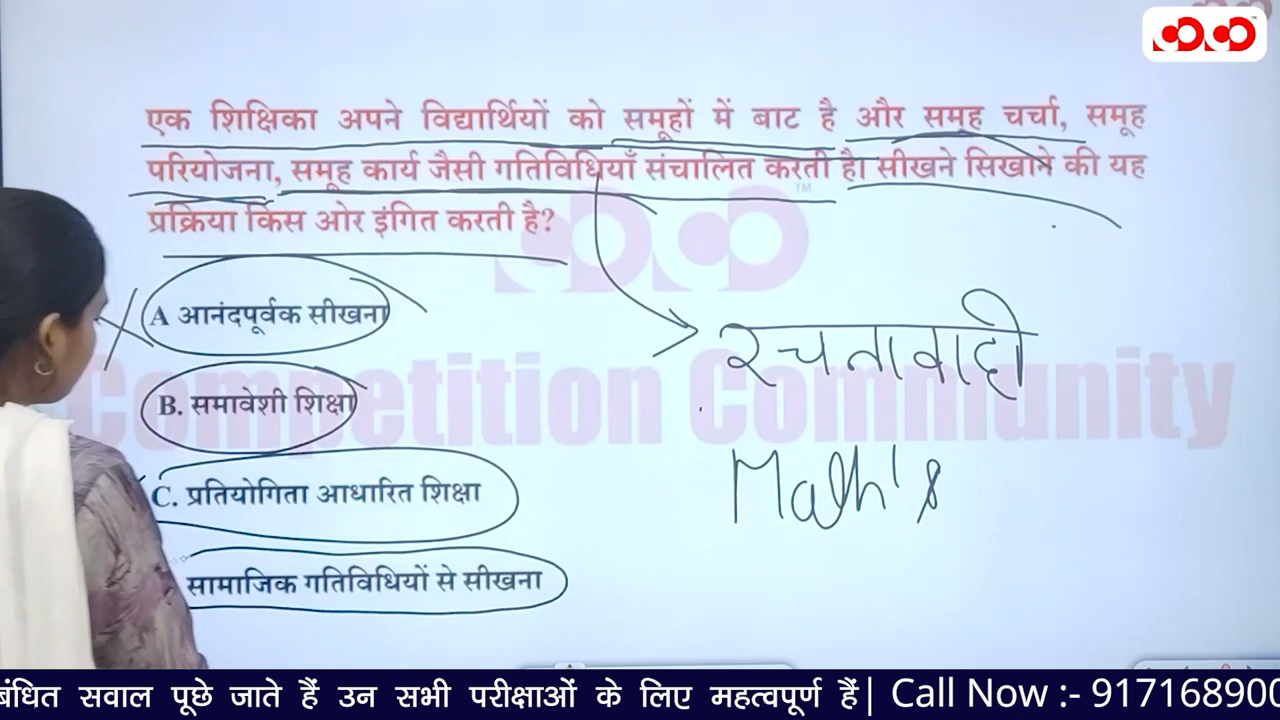 एक शिक्षिका अपने विद्यार्थियों को समूहों में बाट है और समूह चर्चा, समूह
परियोजना, समूह कार्य जैसी गतिविधियाँ संचालित करती है। सीखने सिखाने की यह
प्रक्रिया किस ओर इंगित करती है?
A आनंदपूर्वक सीखना
B. समावेशी शिक्षा
C. प्रतियोगिता आधारित शिक्षा
सामाजिक गतिविधियों से सीखना
रचनावादी
Math's
Competition Community
बंधित सवाल पूछे जाते हैं उन सभी परीक्षाओं के लिए महत्वपूर्ण हैं| Call Now :- 917168900